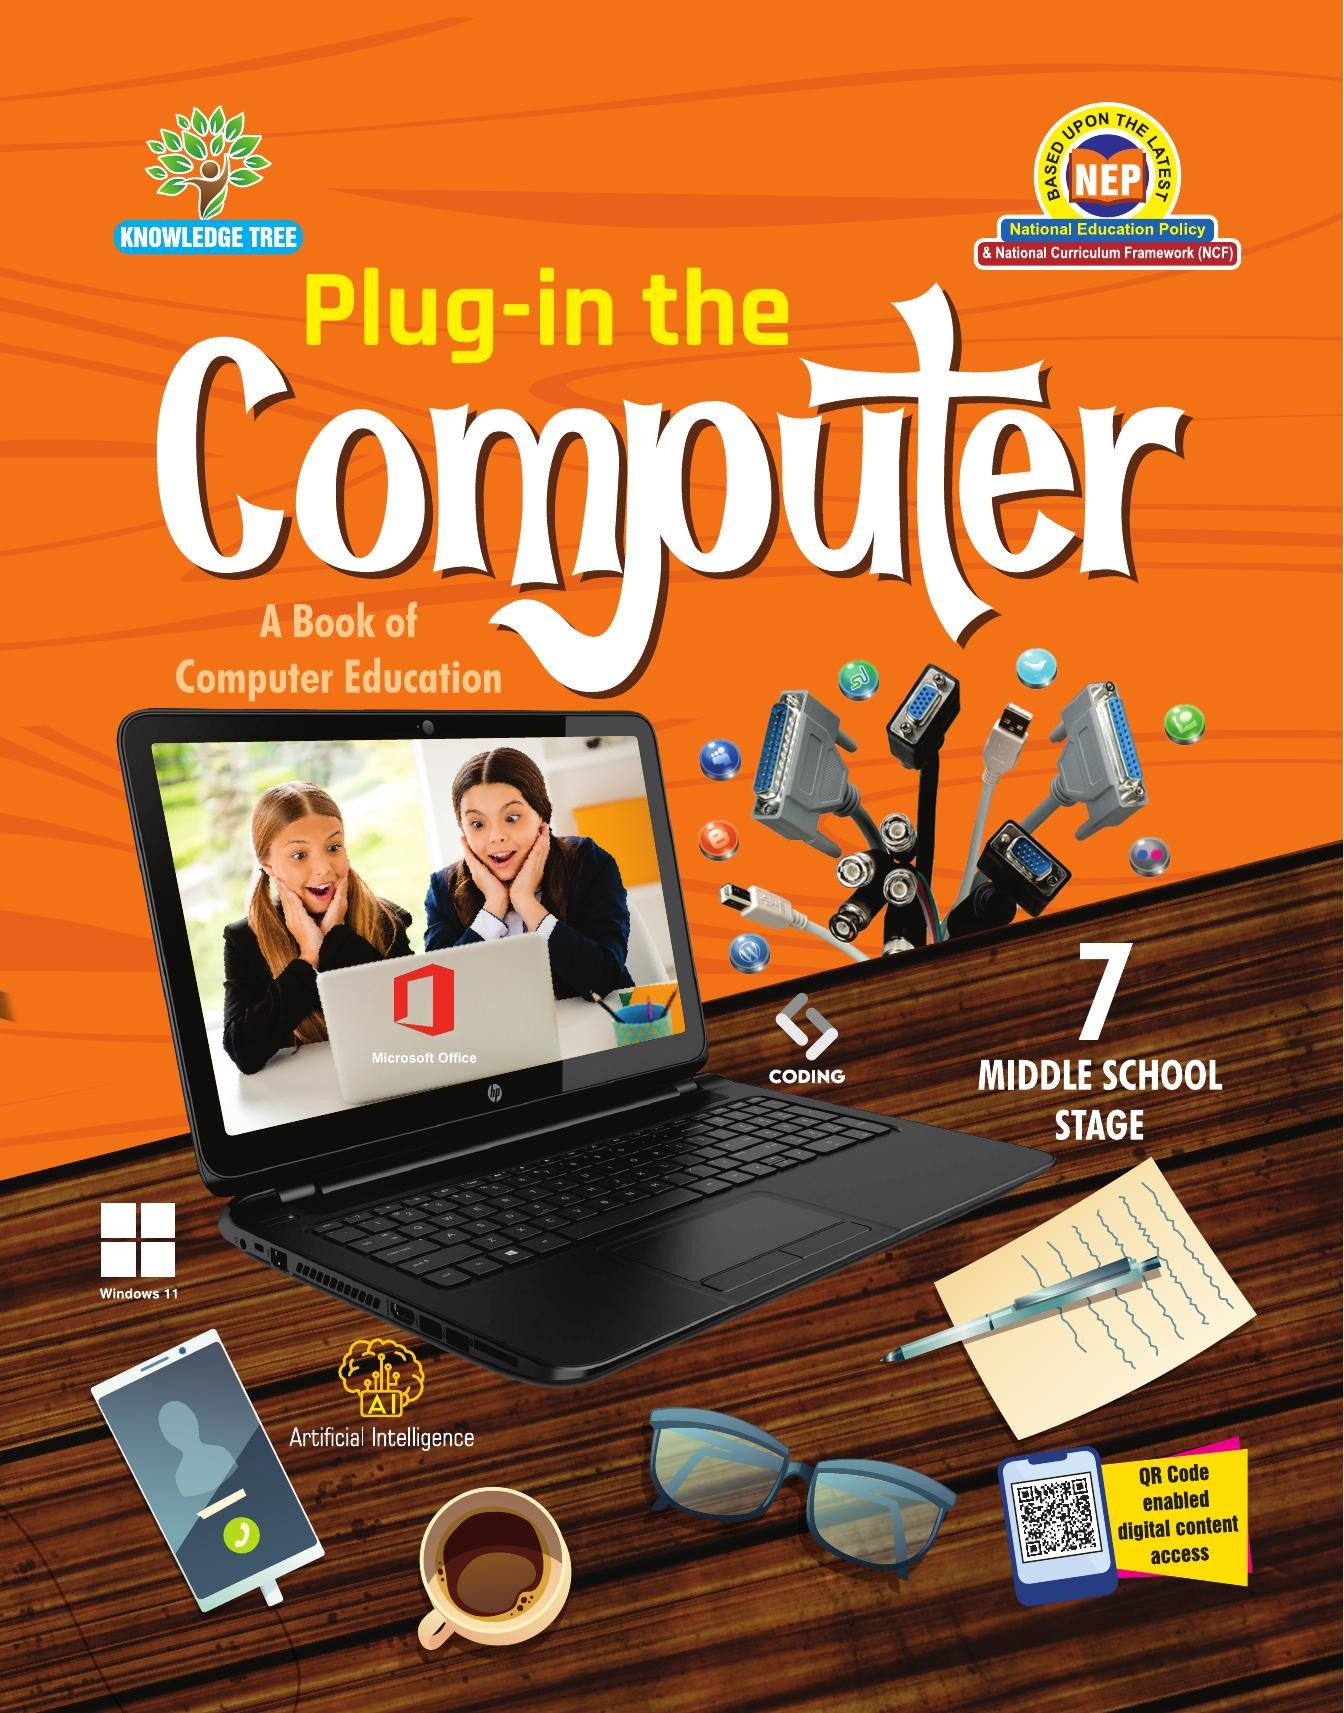 KNOWLEDGE TREE
BASED UPON THE LATEST
NEP
National Education Policy
& National Curriculum Framework (NCF)
Plug-in the
Computer
A Book of
Computer Education
Microsoft Office
hp
CODING
7
MIDDLE SCHOOL
STAGE
Windows 11
AI
Artificial Intelligence
QR Code
enabled
digital content
access